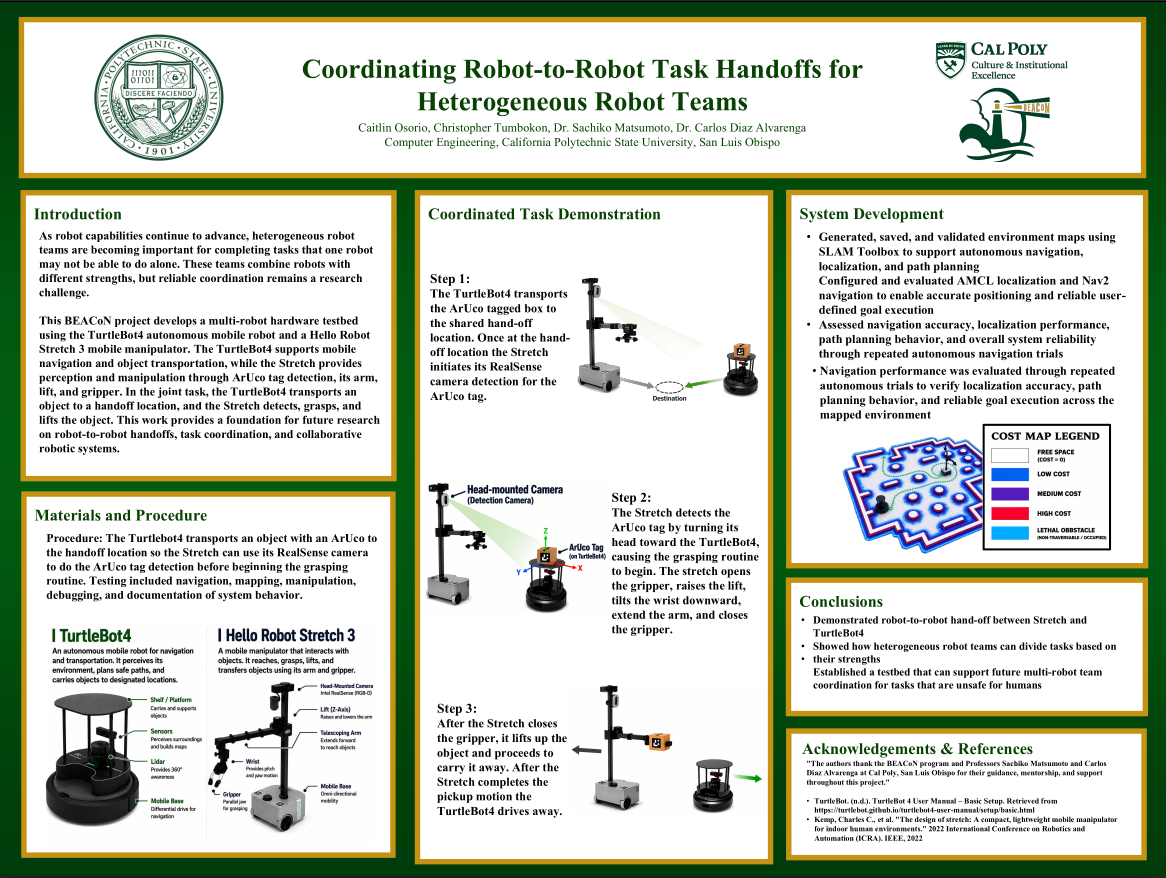 CALIFORNIA · POLYTECHNIC · STATE · UNIVERSITY
111011
01101
DISCERE FACIENDO
1901
Coordinating Robot-to-Robot Task Handoffs for
Heterogeneous Robot Teams
Caitlin Osorio, Christopher Tumbokon, Dr. Sachiko Matsumoto, Dr. Carlos Diaz Alvarenga
Computer Engineering, California Polytechnic State University, San Luis Obispo
CAL POLY
Culture & Institutional
Excellence
BEACoN
Introduction
As robot capabilities continue to advance, heterogeneous robot
teams are becoming important for completing tasks that one robot
may not be able to do alone. These teams combine robots with
different strengths, but reliable coordination remains a research
challenge.
This BEACoN project develops a multi-robot hardware testbed
using the TurtleBot4 autonomous mobile robot and a Hello Robot
Stretch 3 mobile manipulator. The TurtleBot4 supports mobile
navigation and object transportation, while the Stretch provides
perception and manipulation through ArUco tag detection, its arm,
lift, and gripper. In the joint task, the TurtleBot4 transports an
object to a handoff location, and the Stretch detects, grasps, and
lifts the object. This work provides a foundation for future research
on robot-to-robot handoffs, task coordination, and collaborative
robotic systems.
Materials and Procedure
Procedure: The Turtlebot4 transports an object with an ArUco to
the handoff location so the Stretch can use its RealSense camera
to do the ArUco tag detection before beginning the grasping
routine. Testing included navigation, mapping, manipulation,
debugging, and documentation of system behavior.
| TurtleBot4
An autonomous mobile robot for navigation
and transportation. It perceives its
environment, plans safe paths, and
carries objects to designated locations.
Shelf / Platform
Carries and supports
objects
Sensors
Perceives surroundings
and builds maps
Lidar
Provides 360°
awareness
Mobile Base
Differential drive for
navigation
| Hello Robot Stretch 3
A mobile manipulator that interacts with
objects. It reaches, grasps, lifts, and
transfers objects using its arm and gripper.
Head-Mounted Camera
Intel RealSense (RGB-D)
Lift (Z-Axis)
Raises and lowers the arm
Telescoping Arm
Extends forward
to reach objects
Wrist
Provides pitch
and yaw motion
Gripper
Parallel jaw
for grasping
Mobile Base
Omni-directional
mobility
Coordinated Task Demonstration
Step 1:
The TurtleBot4 transports
the ArUco tagged box to
the shared hand-off
location. Once at the hand-
off location the Stretch
initiates its RealSense
camera detection for the
ArUco tag.
Destination
Head-mounted Camera
(Detection Camera)
Z
ArUco Tag
(on TurtleBot4)
Y
X
Step 2:
The Stretch detects the
ArUco tag by turning its
head toward the TurtleBot4,
causing the grasping routine
to begin. The stretch opens
the gripper, raises the lift,
tilts the wrist downward,
extend the arm, and closes
the gripper.
Step 3:
After the Stretch closes
the gripper, it lifts up the
object and proceeds to
carry it away. After the
Stretch completes the
pickup motion the
TurtleBot4 drives away.
System Development
• Generated, saved, and validated environment maps using
SLAM Toolbox to support autonomous navigation,
localization, and path planning
Configured and evaluated AMCL localization and Nav2
navigation to enable accurate positioning and reliable user-
defined goal execution
• Assessed navigation accuracy, localization performance,
path planning behavior, and overall system reliability
through repeated autonomous navigation trials
• Navigation performance was evaluated through repeated
autonomous trials to verify localization accuracy, path
planning behavior, and reliable goal execution across the
mapped environment
COST MAP LEGEND
FREE SPACE
(COST = 0)
LOW COST
MEDIUM COST
HIGH COST
LETHAL OBBSTACLE
(NON-TRAVERSABLE / OCCUPIED)
Conclusions
• Demonstrated robot-to-robot hand-off between Stretch and
TurtleBot4
• Showed how heterogeneous robot teams can divide tasks based on
• their strengths
Established a testbed that can support future multi-robot team
coordination for tasks that are unsafe for humans
Acknowledgements & References
"The authors thank the BEACoN program and Professors Sachiko Matsumoto and Carlos
Diaz Alvarenga at Cal Poly, San Luis Obispo for their guidance, mentorship, and support
throughout this project."
• TurtleBot. (n.d.). TurtleBot 4 User Manual – Basic Setup. Retrieved from
https://turtlebot.github.io/turtlebot4-user-manual/setup/basic.html
• Kemp, Charles C., et al. "The design of stretch: A compact, lightweight mobile manipulator
for indoor human environments." 2022 International Conference on Robotics and
Automation (ICRA). IEEE, 2022